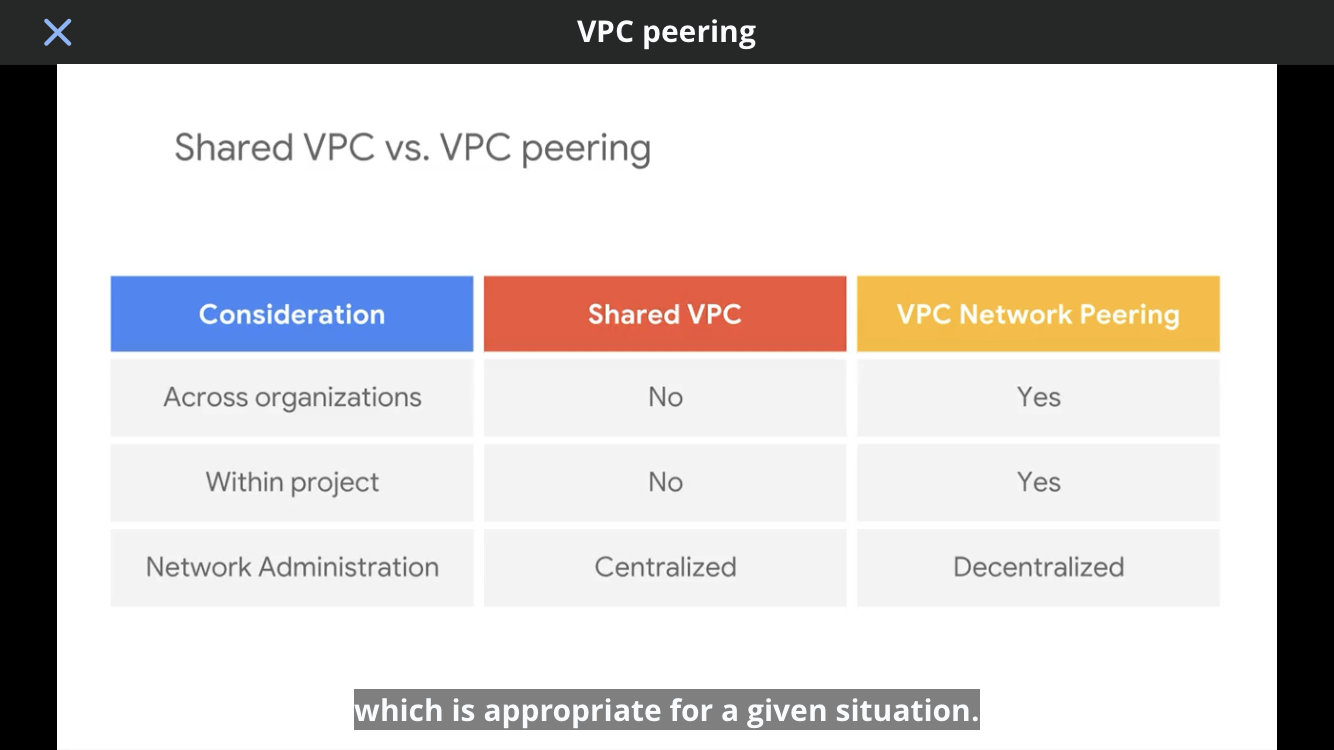 VPC peering
Shared VPC vs. VPC peering
Consideration Shared VPC VPC Network Peering
Across organizations No Yes
Within project No Yes
Network Administration Centralized Decentralized
which is appropriate for a given situation.